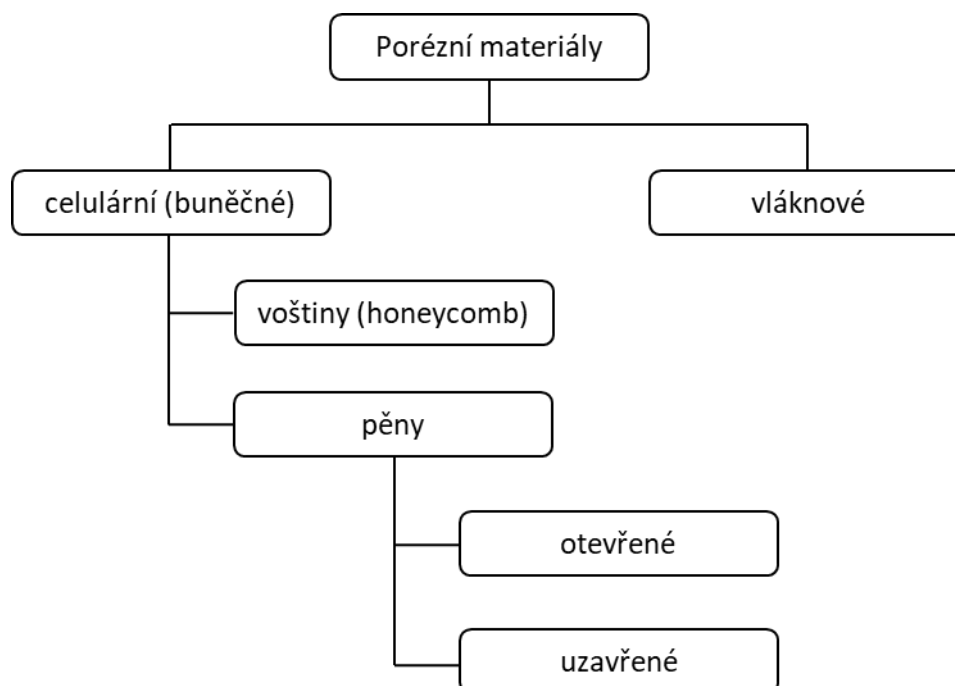 Porézní materiály
celulární (buněčné)
vláknové
voštiny (honeycomb)
pěny
otevřené
uzavřené